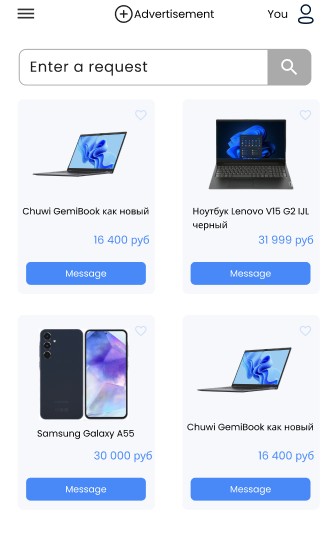 Advertisement
You
Enter a request
Chuwi GemiBook как новый
16 400 руб
Message
Ноутбук Lenovo V15 G2 IJL
черный
31 999 руб
Message
Samsung Galaxy A55
30 000 руб
Message
Chuwi GemiBook как новый
16 400 руб
Message